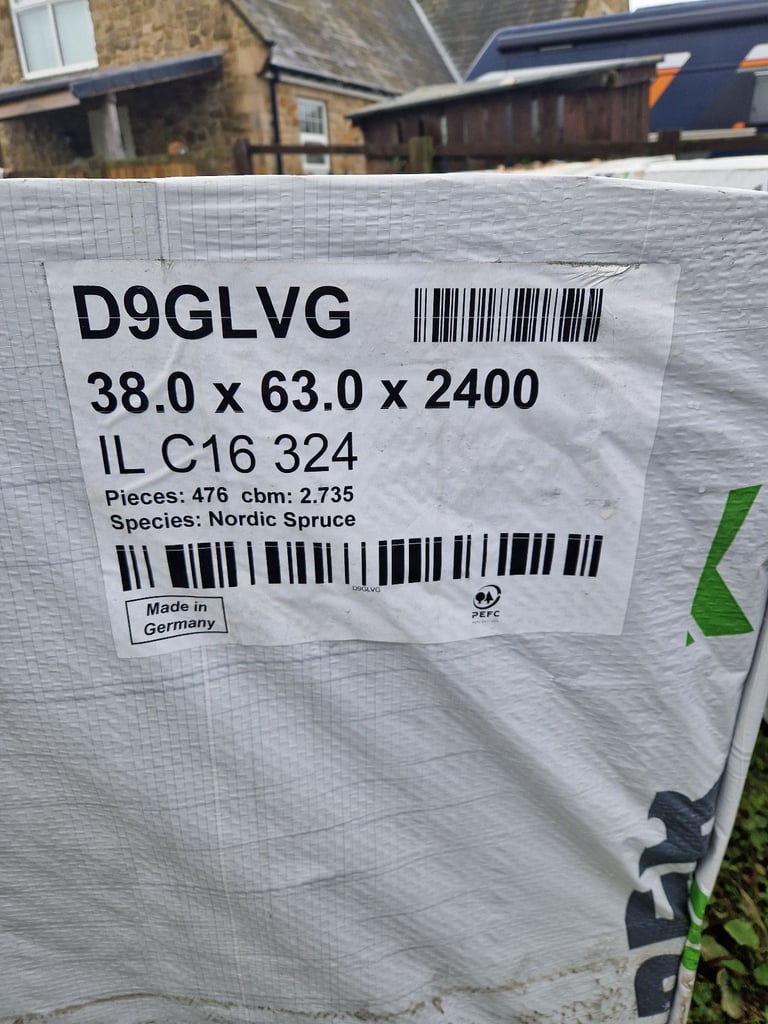 D9GLVG
38.0 x 63.0 x 2400
IL C16 324
Pieces: 476 cbm: 2.735
Species: Nordic Spruce
D9GLVG
Made in
Germany
PEFC